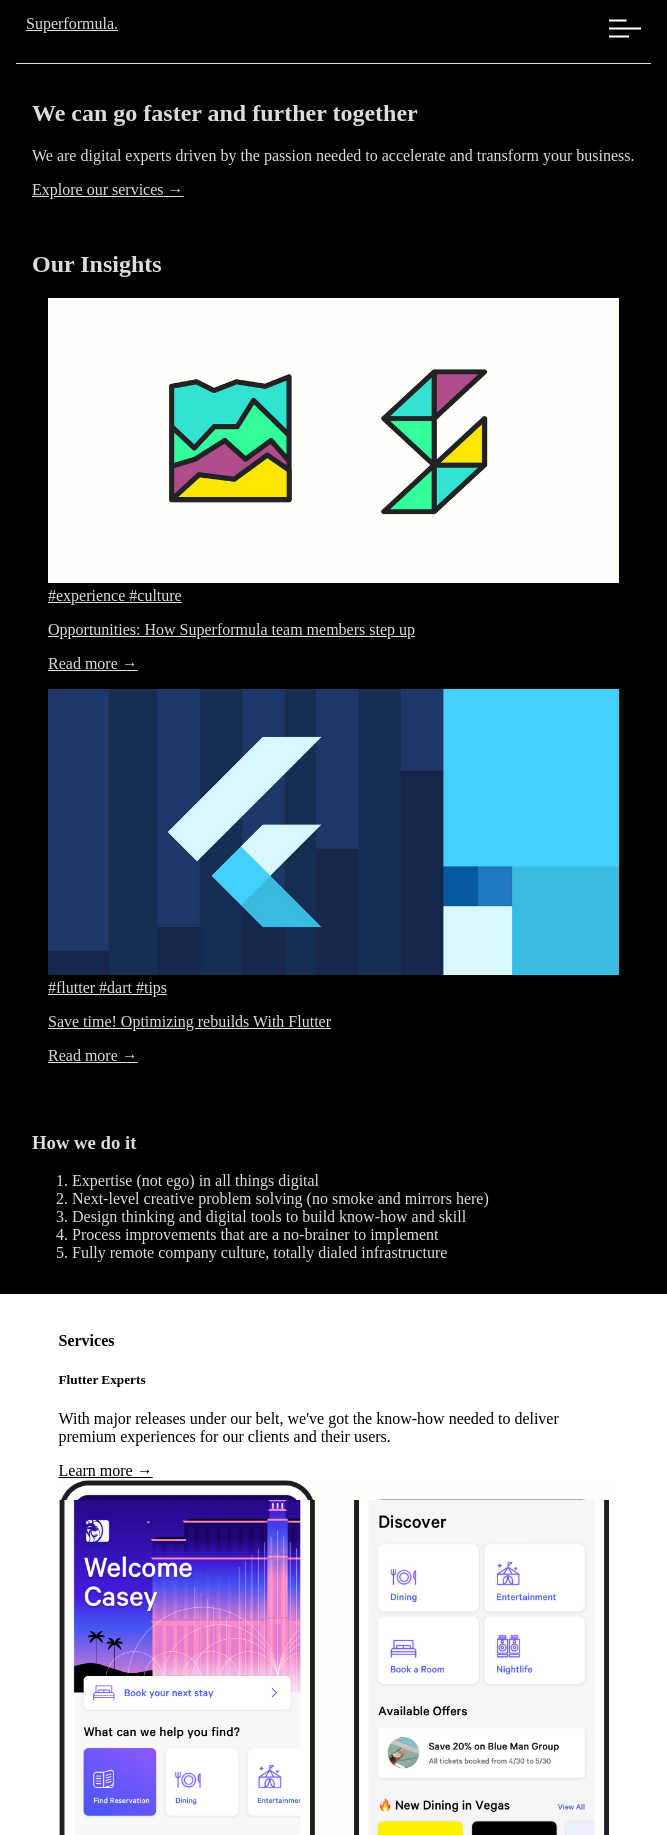 Superformula.
We can go faster and further together
We are digital experts driven by the passion needed to accelerate and transform your business.
Explore our services →
Our Insights
#experience #culture
Opportunities: How Superformula team members step up
Read more →
#flutter #dart #tips
Save time! Optimizing rebuilds With Flutter
Read more →
How we do it
1. Expertise (not ego) in all things digital
2. Next-level creative problem solving (no smoke and mirrors here)
3. Design thinking and digital tools to build know-how and skill
4. Process improvements that are a no-brainer to implement
5. Fully remote company culture, totally dialed infrastructure
Services
Flutter Experts
With major releases under our belt, we've got the know-how needed to deliver
premium experiences for our clients and their users.
Learn more →
Welcome
Casey
Book your next stay
What can we help you find?
Find Reservation
Dining
Entertainmen
Discover
Dining
Entertainment
Book a Room
Nightlife
Available Offers
Save 20% on Blue Man Group
All tickets booked from 4/30 to 5/30
🔥 New Dining in Vegas
View All